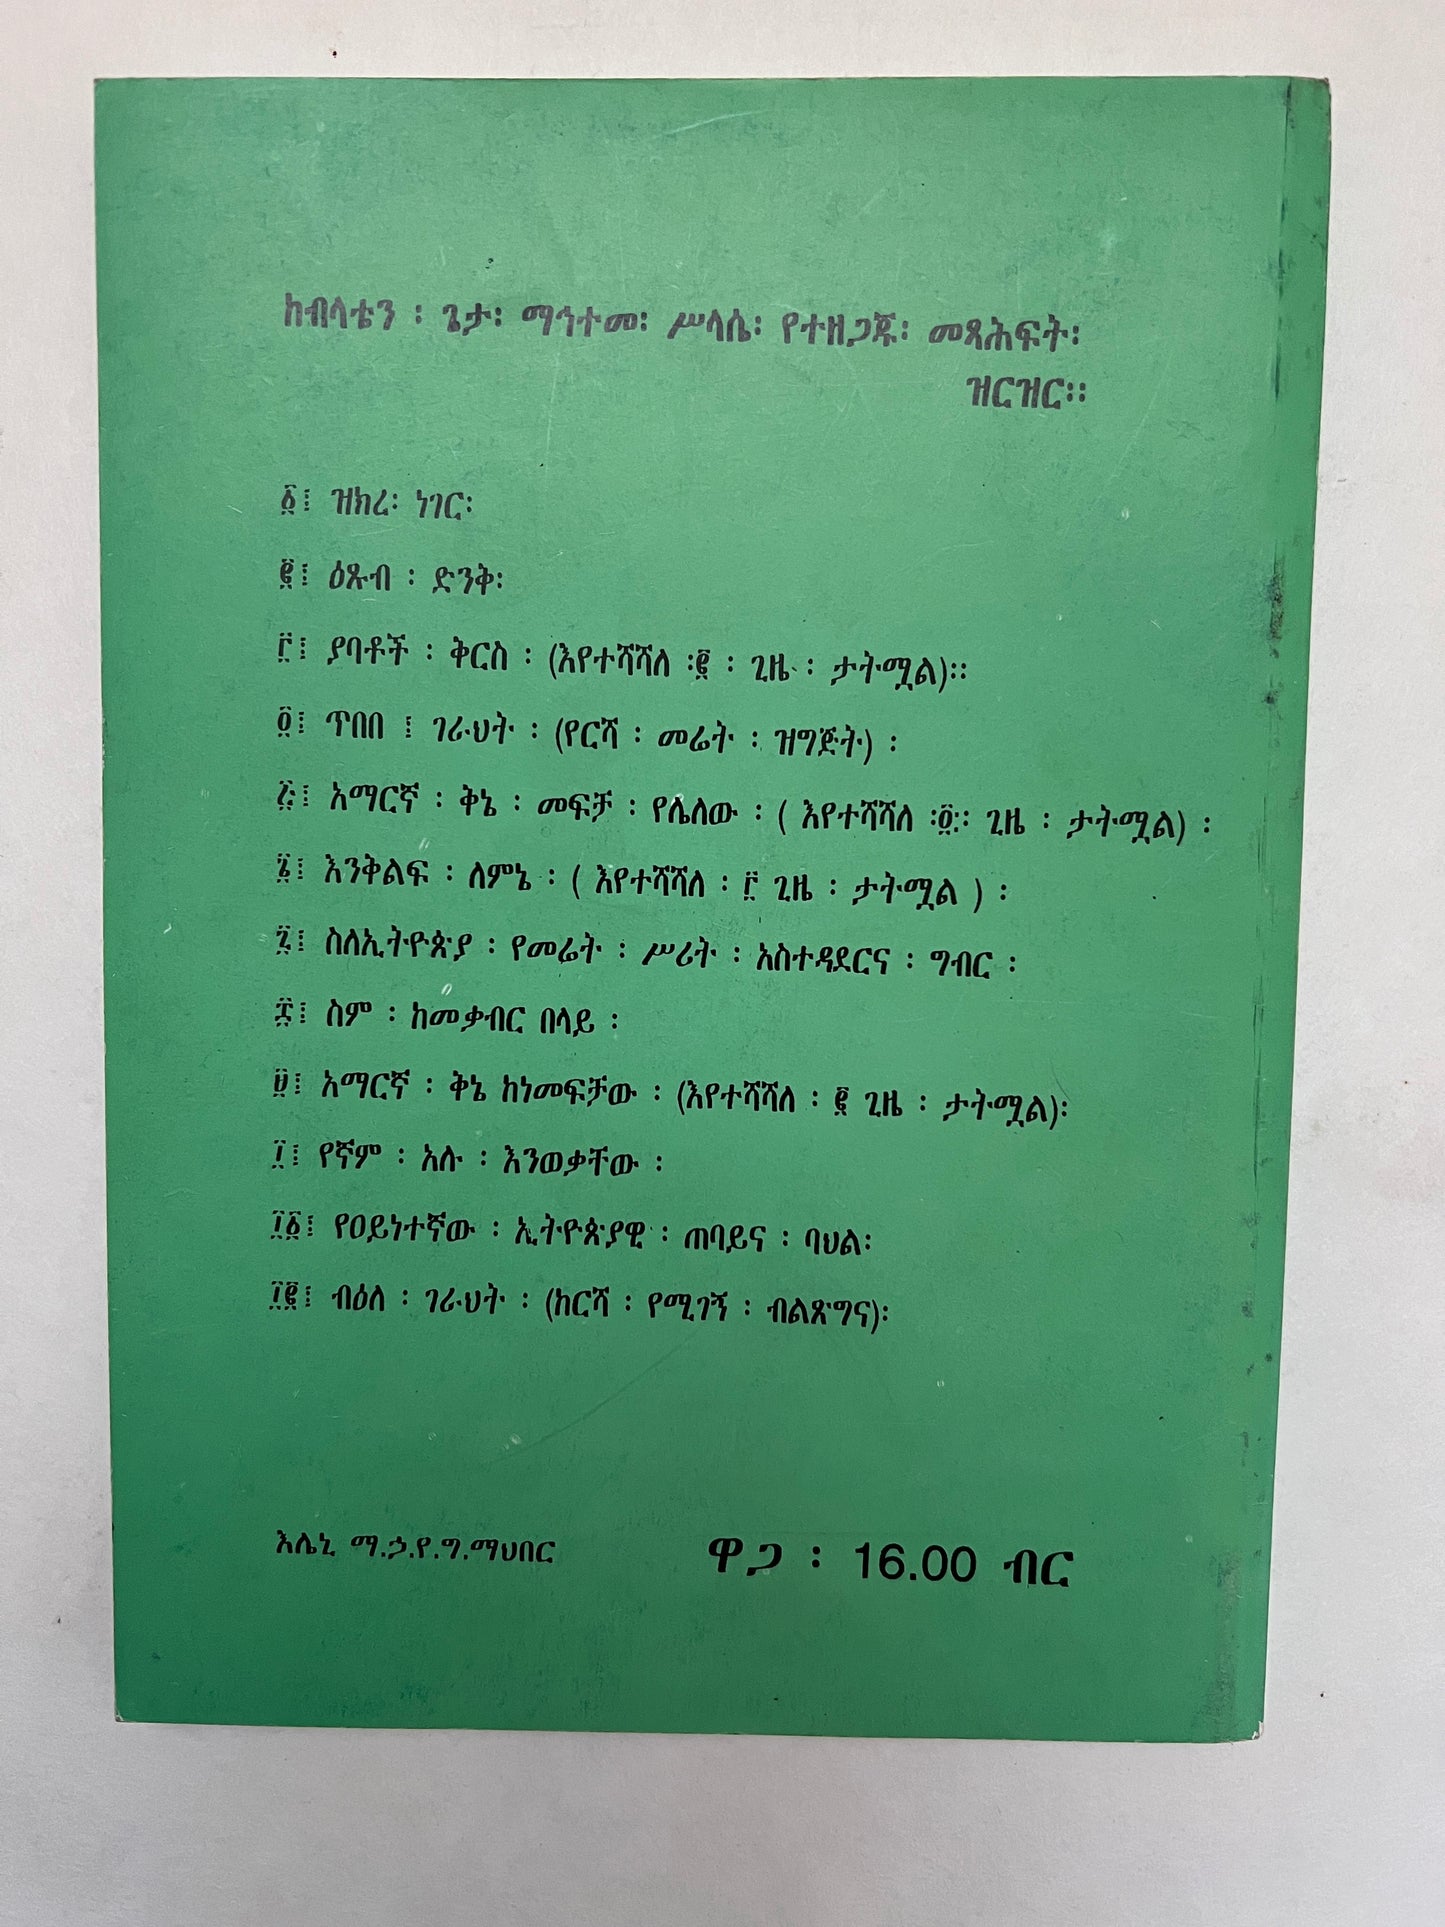 ከብላቴን ፡ ጌታ፡ ማኅተመ፡ ሥላሴ፡ የተዘጋጁ፡ መጻሕፍት፡
ዝርዝር።
፩፤ ዝክረ፡ ነገር፡
፪፤ ዕጹብ ፡ ድንቅ፡
፫፤ ያባቶች ፡ ቅርስ ፡ (እየተሻሻለ ፡፪ ፡ ጊዜ ፡ ታትሟል)።
፬፤ ጥበበ ፤ ገራህት ፡ (የርሻ ፡ መሬት ፡ ዝግጅት) ፡
፭፤ አማርኛ ፡ ቅኔ ፡ መፍቻ ፡ የሌለው ፡ ( እየተሻሻለ ፡፬፡፡ ጊዜ ፡ ታትሟል) ፡
፮፤ እንቅልፍ ፡ ለምኔ ፡ ( እየተሻሻለ ፡ ፫ ጊዜ ፡ ታትሟል ) ፡
፯፤ ስለኢትዮጵያ ፡ የመሬት ፡ ሥሪት ፡ አስተዳደርና ፡ ግብር ፡
፰፤ ስም ፡ ከመቃብር በላይ ፡
፱፤ አማርኛ ፡ ቅኔ ከነመፍቻው ፡ (እየተሻሻለ ፡ ፪ ጊዜ ፡ ታትሟል)፡
፲፤ የኛም ፡ አሉ ፡ እንወቃቸው ፡
፲፩፤ የዐይነተኛው ፡ ኢትዮጵያዊ ፡ ጠባይና ፡ ባህል፡
፲፪፤ ብዕለ ፡ ገራህት ፡ (ከርሻ ፡ የሚገኝ ፡ ብልጽግና)፡
እሌኒ ማ.ኃ.የ.ግ.ማህበር
ዋጋ ፡ 16.00 ብር